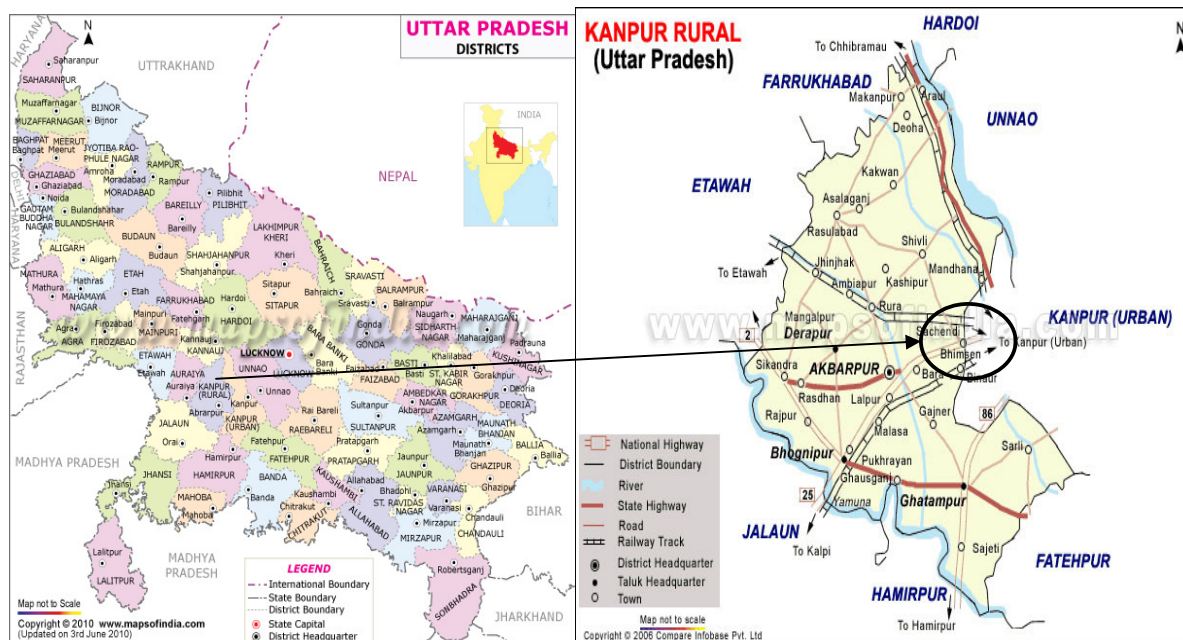 UTTAR PRADESH
DISTRICTS
N
HARYANA
Saharanpur
SAHARANPUR
UTTRAKHAND
Muzaffarnagar
MUZAFFARNAGAR
BIJNOR
Bijnor
BAGHPAT
Baghpat
MEERUT
Meerut
JYOTIBA RAO-
PHULE NAGAR
Amroha
RAMPUR
Rampur
Moradabad
MORADABAD
GHAZIABAD
Ghaziabad
DELHI
Noida
GAUTAM
BUDDHA
NAGAR
HARYANA
Bulandshahar
BULANDSHAHR
BAREILLY
Bareilly
Pilibhit
PILIBHIT
NEPAL
INDIA
BUDAUN
Budaun
SHAHJAHANPUR
Shahjahanpur
LAKHIMPUR
KHERI
Kheri
BAHRAICH
Bahraich
SRAVASTI
Sravasti
BALRAMPUR
Balrampur
ALIGARH
Aligarh
MATHURA
Mathura
Hathras
MAHAMAYA
NAGAR
ETAH
Etah
FARRUKHABAD
Fatehgarh
Hardoi
HARDOI
Sitapur
SITAPUR
Gonda
GONDA
Naugarh
SIDHARTH-
NAGAR
MAHARAJGANJ
Maharajganj
Padrauna
KUSHINAGAR
RAJASTHAN
Agra
AGRA
Firozabad
FIROZABAD
Mainpuri
MAINPURI
Kannauj
KANNAUJ
LUCKNOW
LUCKNOW
BARA BANKI
Bara
Banki
Faizabad
FAIZABAD
BASTI
Basti
Khalilabad
ST. KABIR
NAGAR
Gorakhpur
GORAKHPUR
Deoria
DEORIA
ETAWAH
Etawah
AURAIYA
Auraiya
KANPUR
(RURAL)
Abrarpur
UNNAO
Unnao
KANPUR
(URBAN)
Rai Bareli
RAEBARELI
Sultanpur
SULTANPUR
AMBEDKAR
NAGAR
Akbarpur
AZAMGARH
Azamgarh
MAUNATH
BHANJAN
Maunath
Bhanjan
BALLIA
Ballia
JALAUN
Orai
Hamirpur
HAMIRPUR
Fatehpur
FATEHPUR
Pratapgarh
PRATAPGARH
Jaunpur
JAUNPUR
GHAZIPUR
Ghazipur
MADHYA PRADESH
JHANSI
Jhansi
MAHOBA
Mahoba
BANDA
Banda
Chitrakut
CHITRAKUT
KAUSHAMBI
Kaushambi
Allahabad
ALLAHABAD
Bhadohi
ST. RAVIDAS
NAGAR
VARANASI
Varanasi
Chandauli
CHANDAULI
BIHAR
Mirzapur
MIRZAPUR
Lalitpur
LALITPUR
MADHYA
PRADESH
Robertsganj
SONBHADRA
JHARKHAND
LEGEND
International Boundary
State Boundary
District Boundary
State Capital
District Headquarter
Map not to Scale
Copyright © 2010 www.mapsofindia.com
(Updated on 3rd June 2010)
KANPUR RURAL
(Uttar Pradesh)
N
HARDOI
To Chhibramau
FARRUKHABAD
Makanpur
Araul
Deoha
UNNAO
ETAWAH
Kakwan
Asalaganj
Rasulabad
Shivli
Jhinjhak
Kashipur
Mandhana
To Etawah
Ambiapur
Rura
Mangalpur
Derapur
Sachendi
KANPUR (URBAN)
To Kanpur (Urban)
Bhimsen
2
Sikandra
AKBARPUR
Bara
Binaur
Rasdhan
Lalpur
Gajner
86
Rajpur
Malasa
Sarli
Bhognipur
Pukhrayan
Ghausganj
Ghatampur
25
Yamuna
JALAUN
To Kalpi
Sajeti
FATEHPUR
HAMIRPUR
To Hamirpur
National Highway
District Boundary
River
State Highway
Road
Railway Track
District Headquarter
Taluk Headquarter
Town
Map not to Scale
Copyright © 2006 Compare Infobase Pvt. Ltd